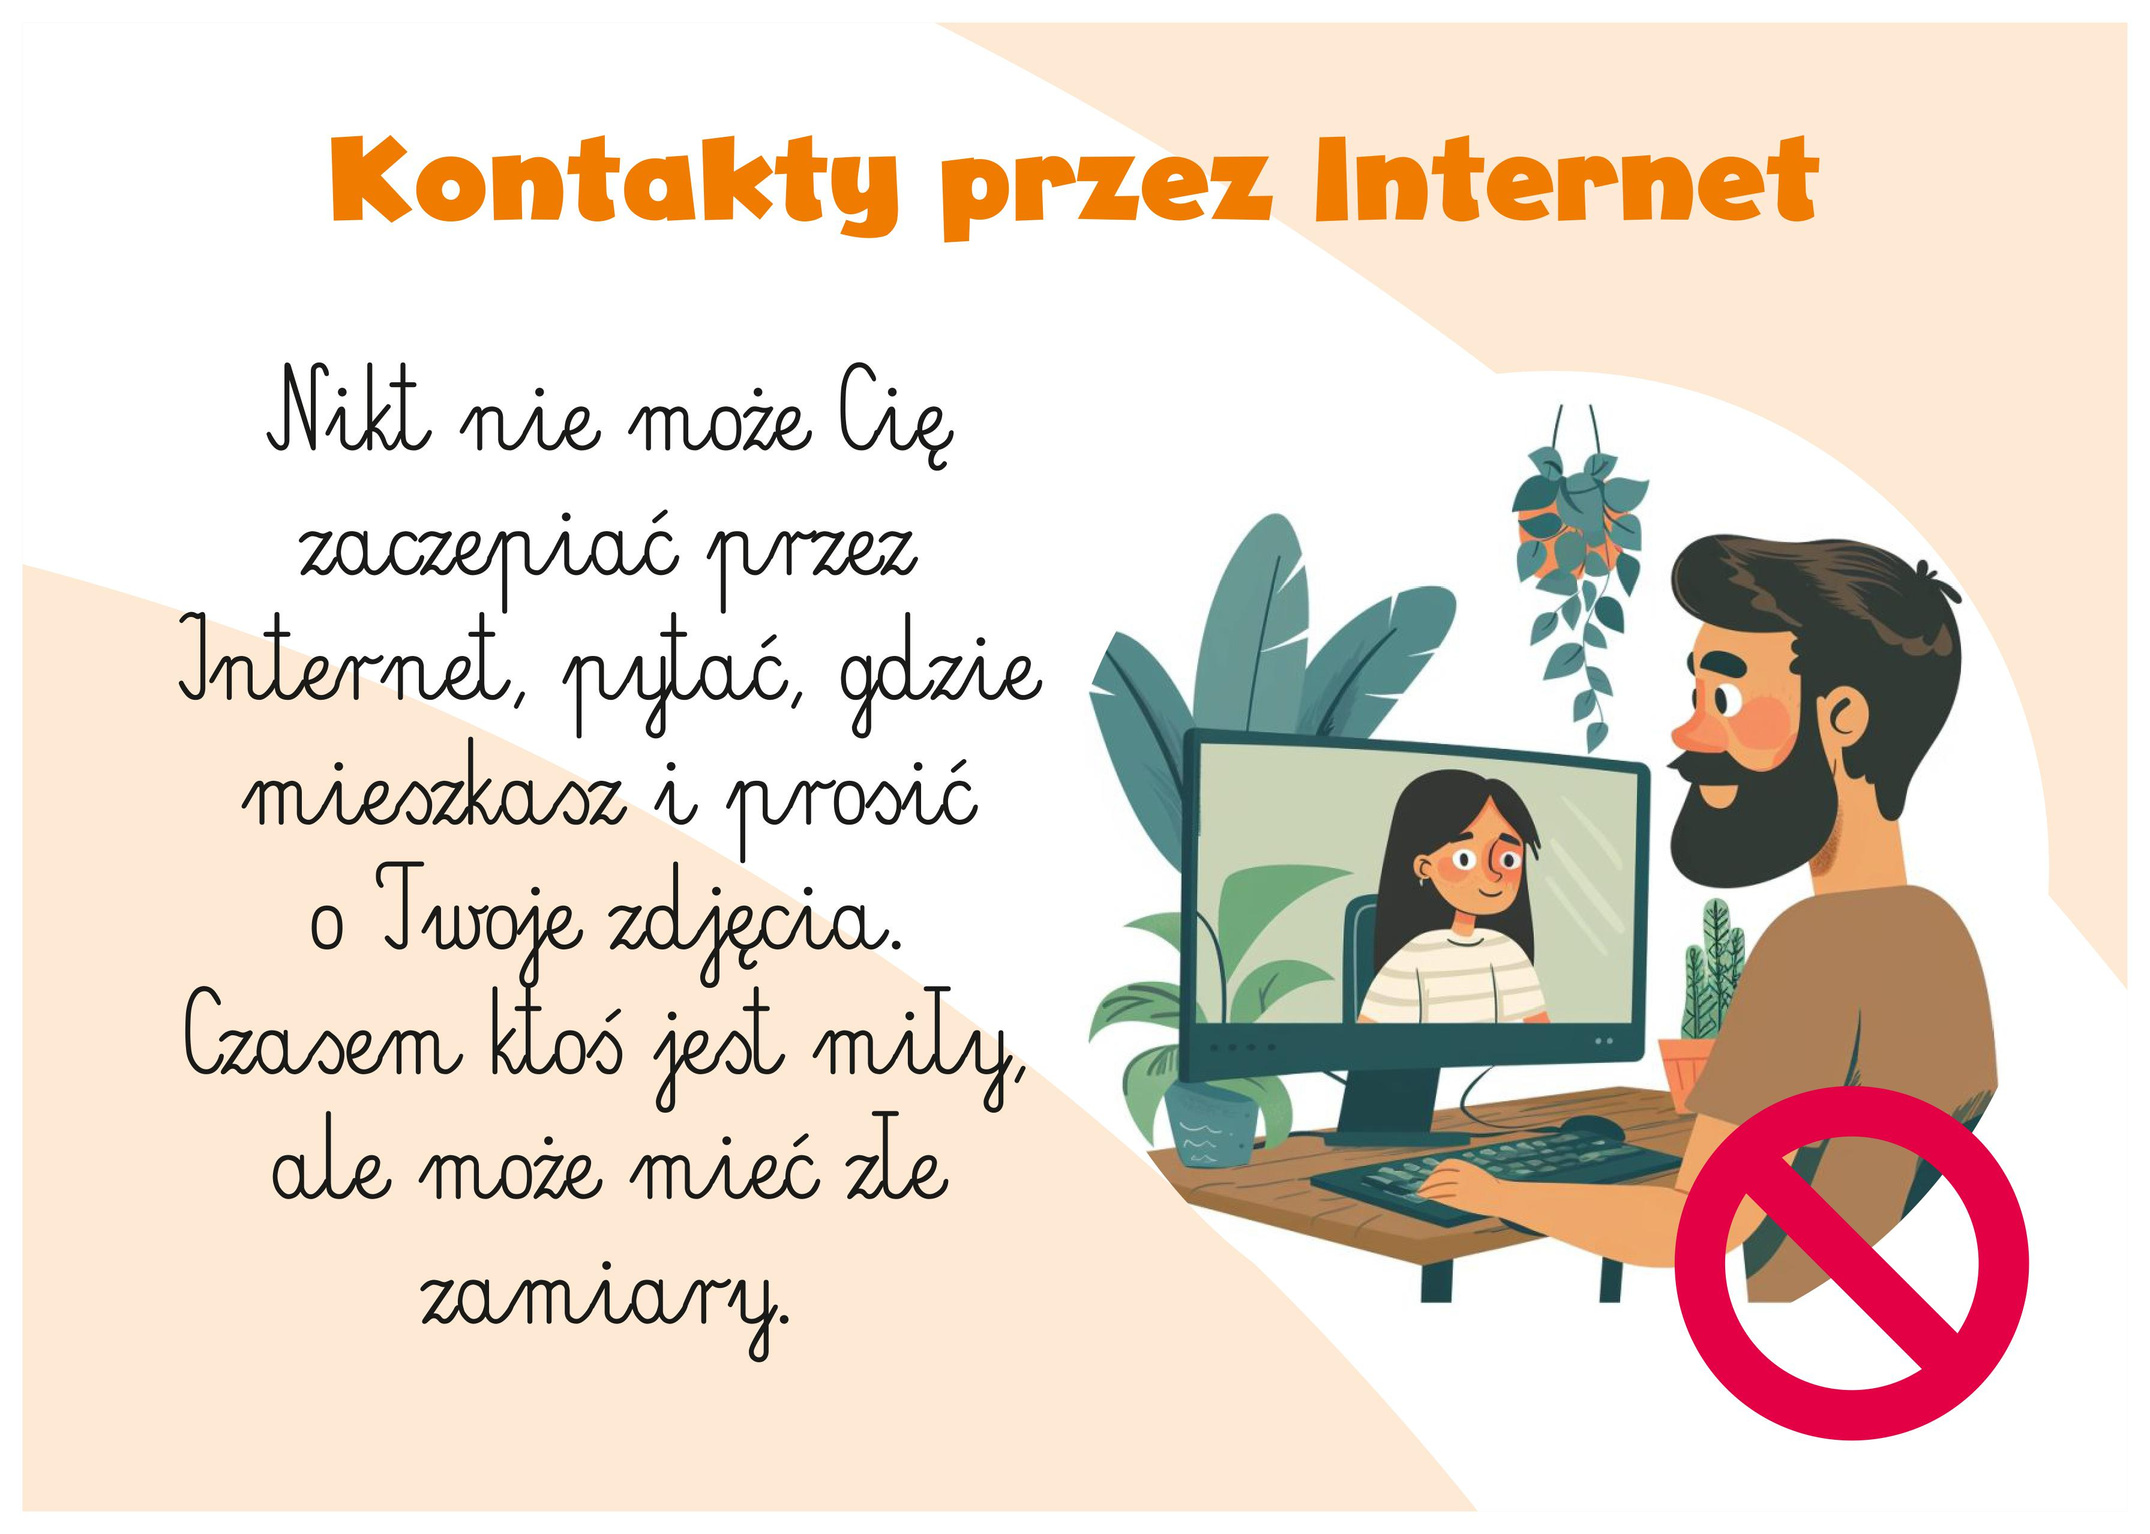 Kontakty przez Internet
Nikt nie może Cię
zaczepiać przez
Internet, pytać, gdzie
mieszkasz i prosić
o Twoje zdjęcia.
Czasem ktoś jest miły,
ale może mieć złe
zamiary.